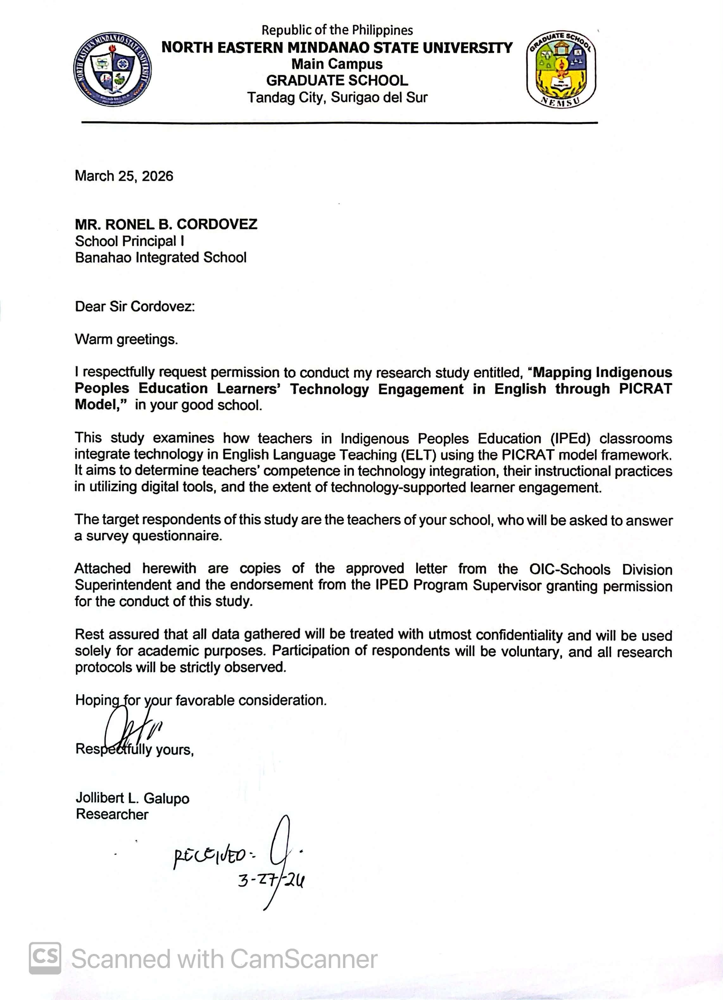 Republic of the Philippines
NORTH EASTERN MINDANAO STATE UNIVERSITY
Main Campus
GRADUATE SCHOOL
Tandag City, Surigao del Sur
NORTH EASTERN MINDANAO STATE UNIVERSITY
GRADUATE SCHOOL
NEMSU
March 25, 2026
MR. RONEL B. CORDOVEZ
School Principal I
Banahao Integrated School
Dear Sir Cordovez:
Warm greetings.
I respectfully request permission to conduct my research study entitled, “Mapping Indigenous
Peoples Education Learners’ Technology Engagement in English through PICRAT
Model,” in your good school.
This study examines how teachers in Indigenous Peoples Education (IPEd) classrooms
integrate technology in English Language Teaching (ELT) using the PICRAT model framework.
It aims to determine teachers’ competence in technology integration, their instructional practices
in utilizing digital tools, and the extent of technology-supported learner engagement.
The target respondents of this study are the teachers of your school, who will be asked to answer
a survey questionnaire.
Attached herewith are copies of the approved letter from the OIC-Schools Division
Superintendent and the endorsement from the IPED Program Supervisor granting permission
for the conduct of this study.
Rest assured that all data gathered will be treated with utmost confidentiality and will be used
solely for academic purposes. Participation of respondents will be voluntary, and all research
protocols will be strictly observed.
Hoping for your favorable consideration.
Respectfully yours,
Jollibert L. Galupo
Researcher
RECEIVED:
3-27-26
CS Scanned with CamScanner